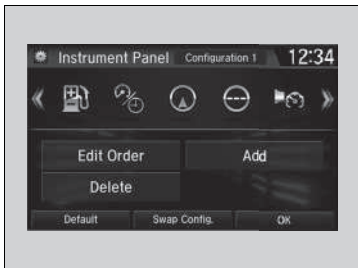 Instrument Panel Configuration 1 12:34
Edit Order Add
Delete
Default Swap Config. OK